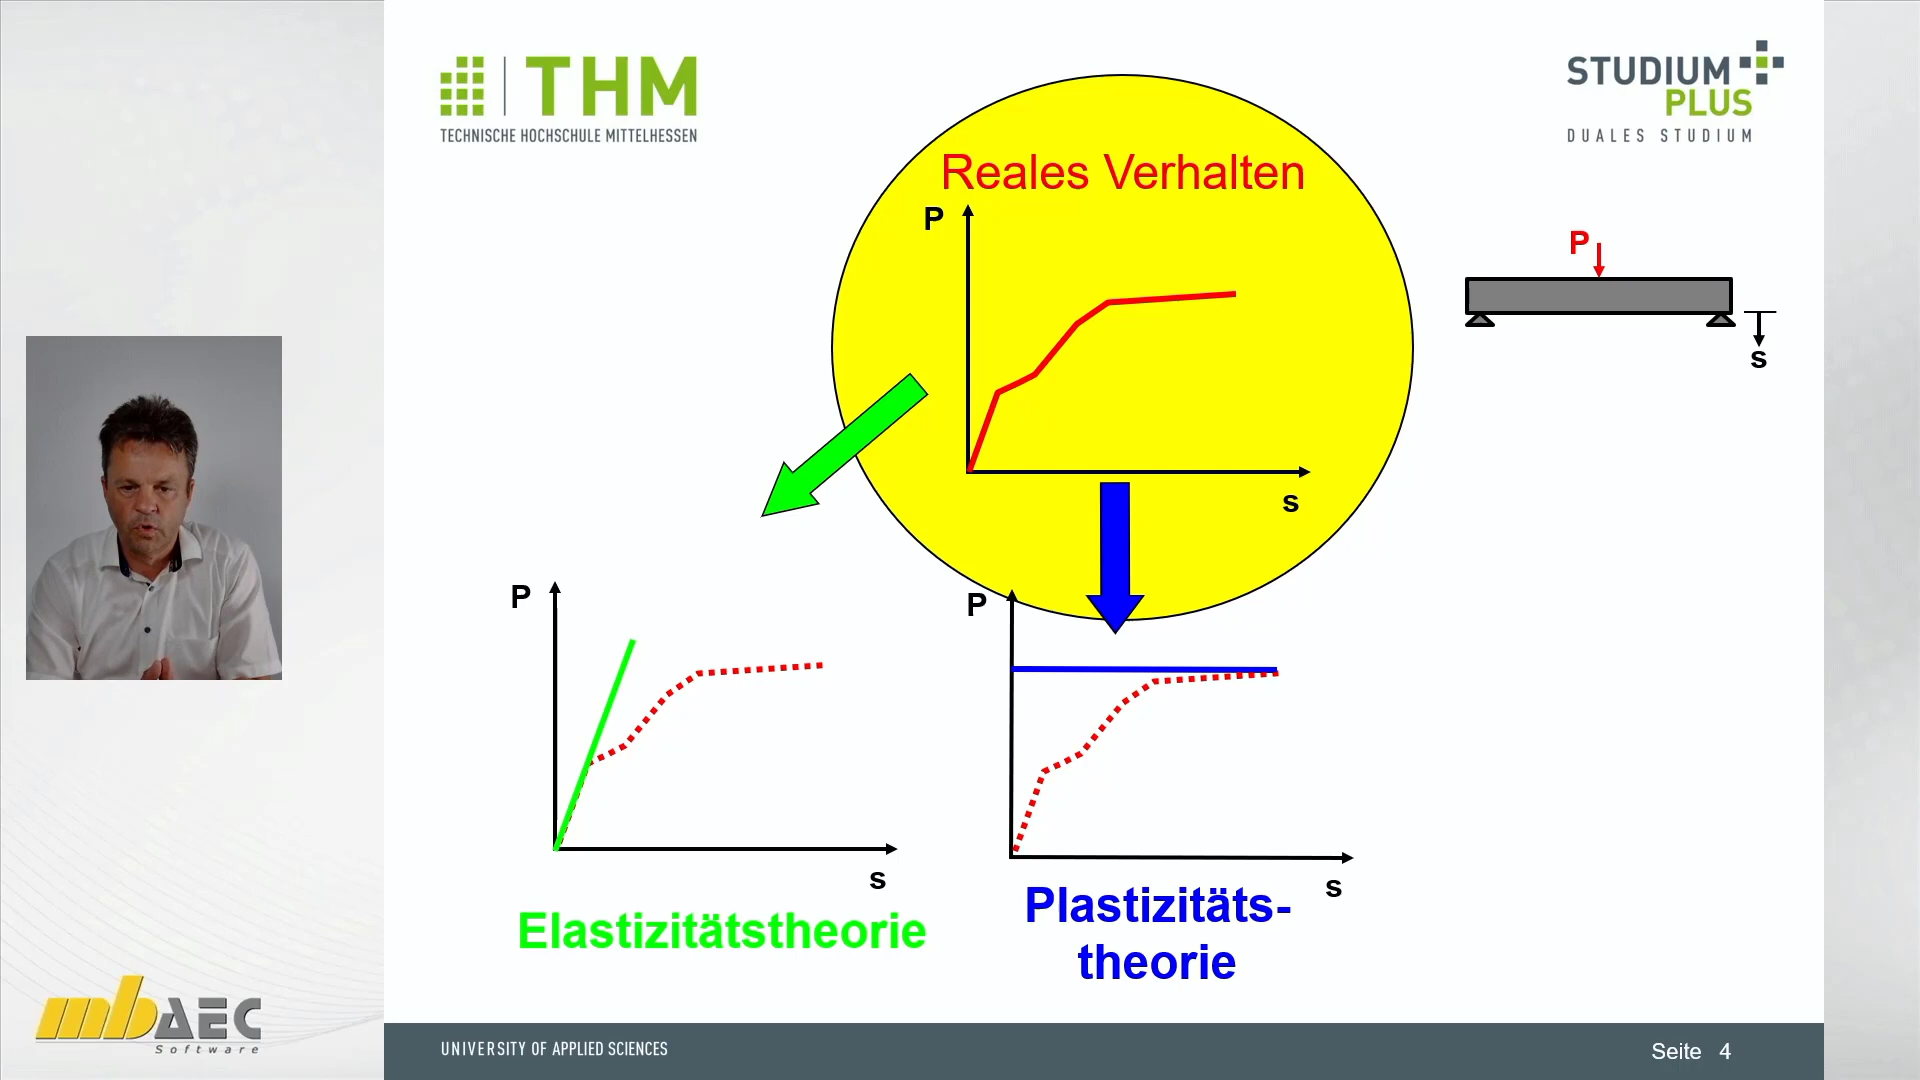 THM
TECHNISCHE HOCHSCHULE MITTELHESSEN
STUDIUM
PLUS
DUALES STUDIUM
Reales Verhalten
P
s
P
s
P
s
Elastizitätstheorie
P
s
Plastizitäts-
theorie
mbAEC
Software
UNIVERSITY OF APPLIED SCIENCES
Seite 4